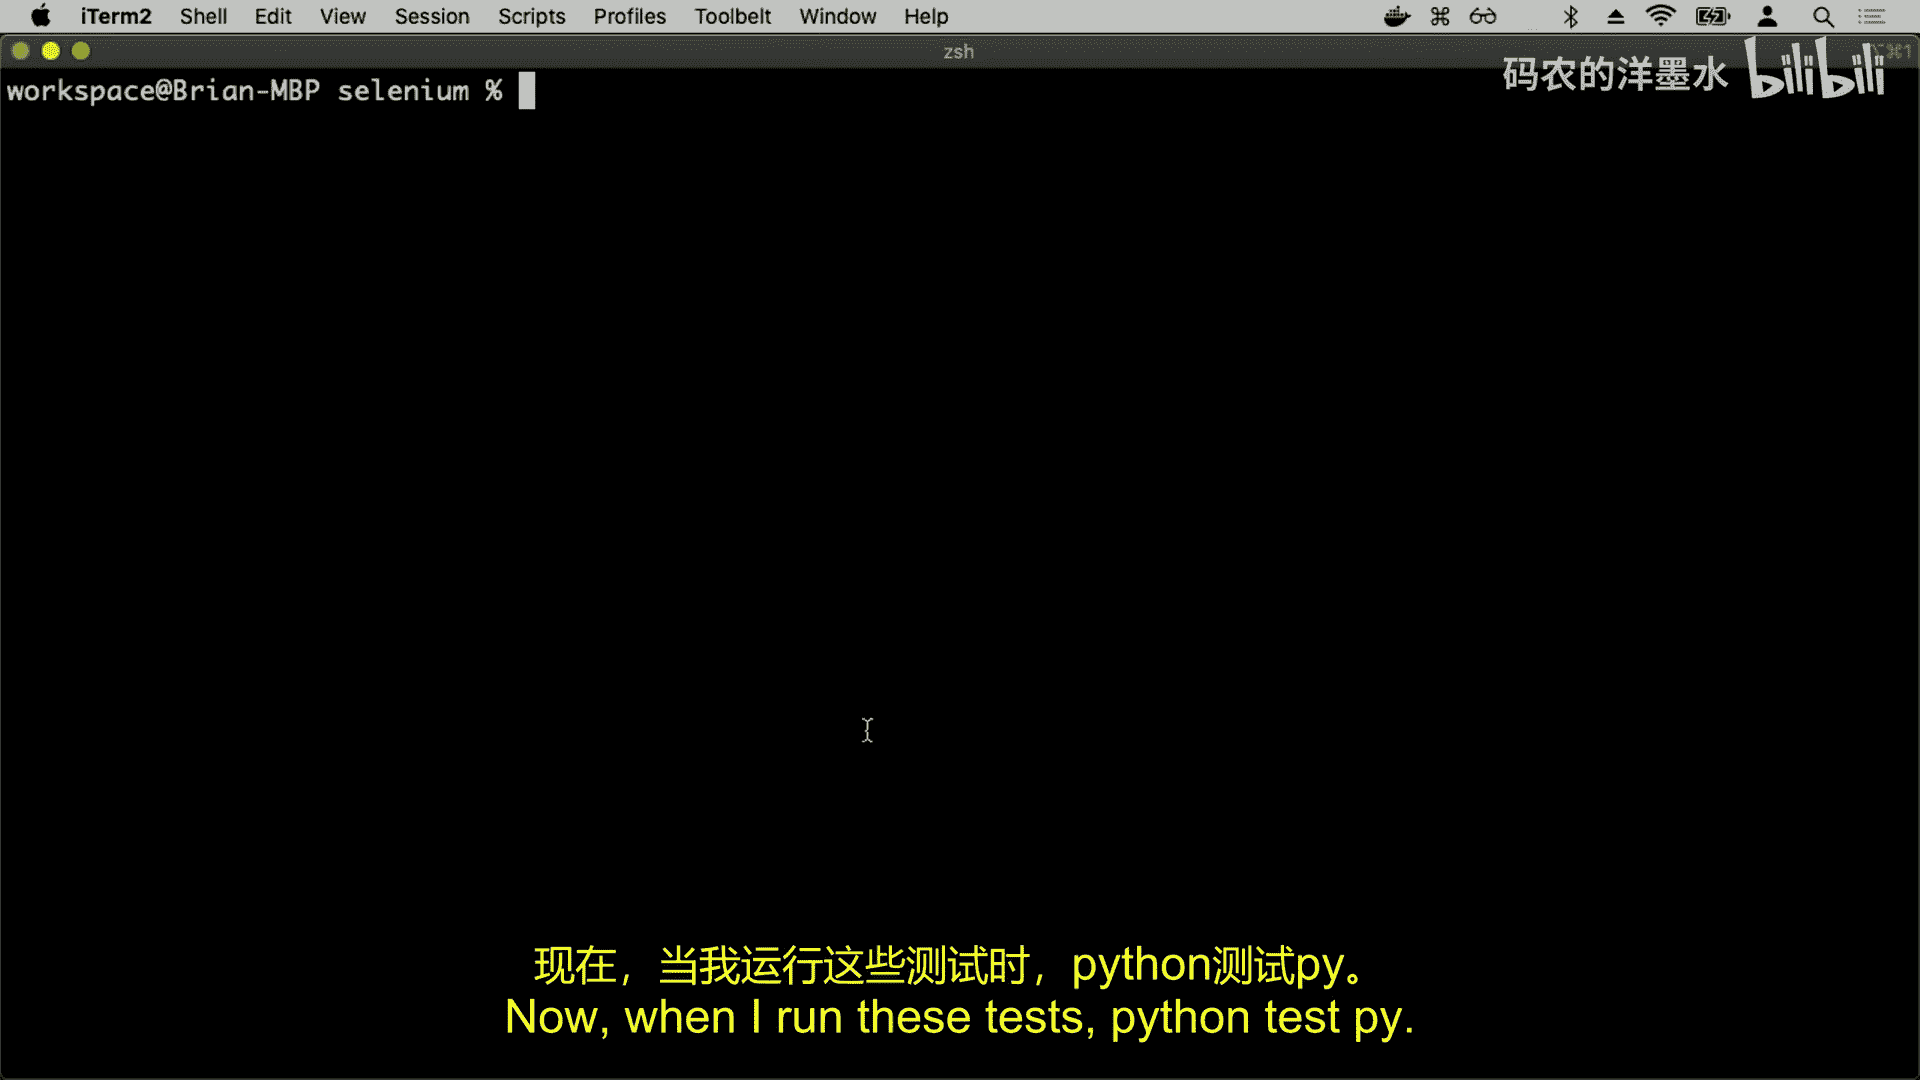 iTerm2 Shell Edit View Session Scripts Profiles Toolbelt Window Help
zsh
⌘1
workspace@Brian-MBP selenium %
码农的洋墨水 bilibili
现在，当我运行这些测试时，python测试py。
Now, when I run these tests, python test py.